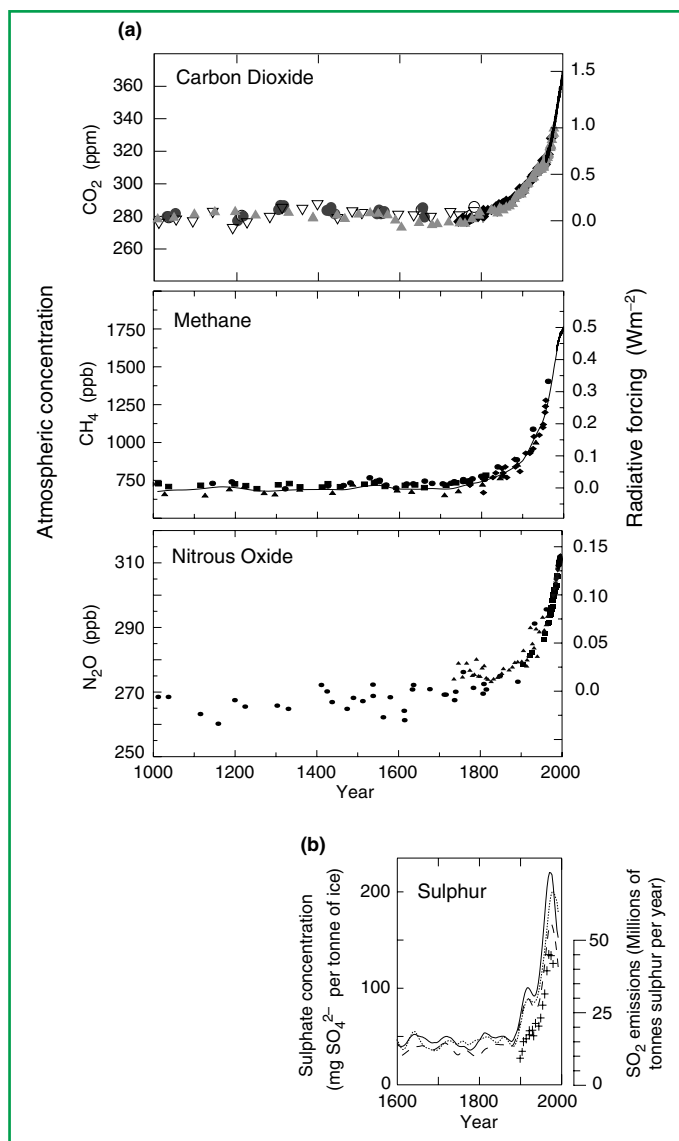 (a)
Carbon Dioxide
360
340
320
300
280
260
CO₂ (ppm)
1.5
1.0
0.5
0.0
Methane
1750
1500
1250
1000
750
CH₄ (ppb)
0.5
0.4
0.3
0.2
0.1
0.0
Atmospheric concentration
Radiative forcing (Wm⁻²)
Nitrous Oxide
310
290
270
250
N₂O (ppb)
0.15
0.10
0.05
0.0
1000 1200 1400 1600 1800 2000
Year
(b)
Sulphur
200
100
0
Sulphate concentration
(mg SO₄²⁻ per tonne of ice)
50
25
0
SO₂ emissions (Millions of
tonnes sulphur per year)
1600 1800 2000
Year